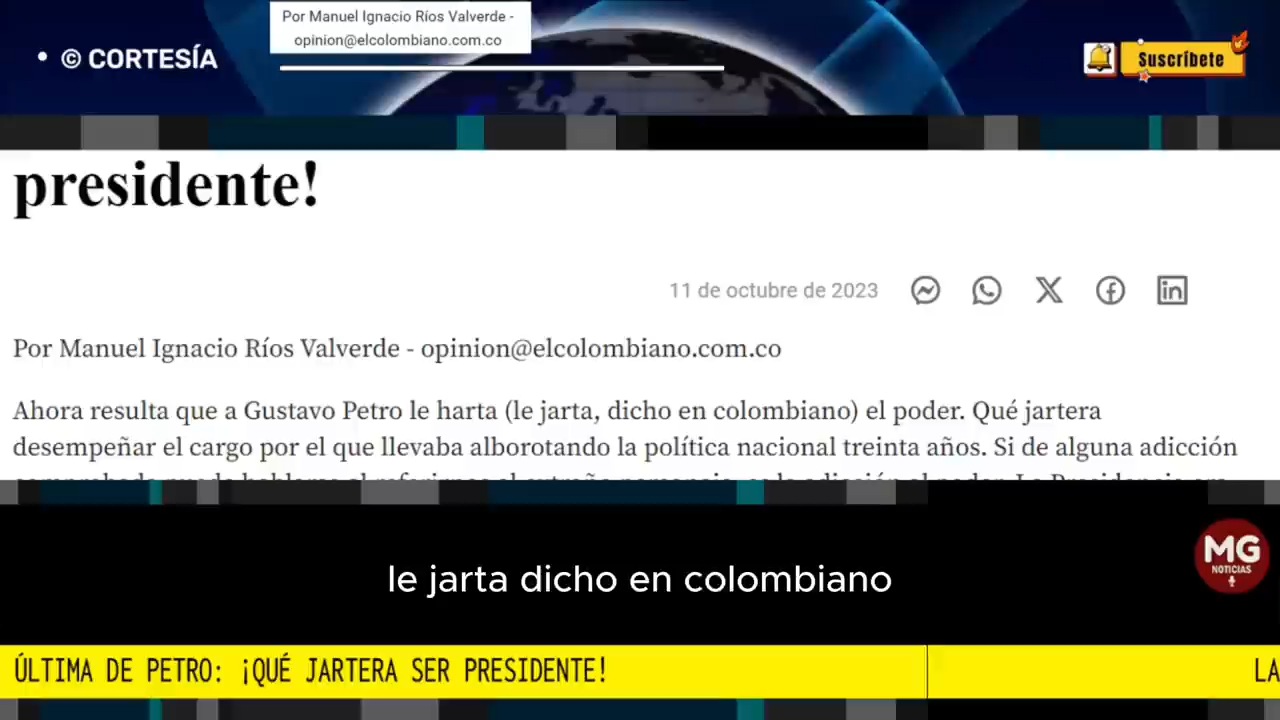 Por Manuel Ignacio Ríos Valverde -
opinion@elcolombiano.com.co
• © CORTESÍA
Suscríbete
presidente!
11 de octubre de 2023
Por Manuel Ignacio Ríos Valverde - opinion@elcolombiano.com.co
Ahora resulta que a Gustavo Petro le harta (le jarta, dicho en colombiano) el poder. Qué jartera
desempeñar el cargo por el que llevaba alborotando la política nacional treinta años. Si de alguna adicción
MG
NOTICIAS
le jarta dicho en colombiano
ÚLTIMA DE PETRO: ¡QUÉ JARTERA SER PRESIDENTE!
LA